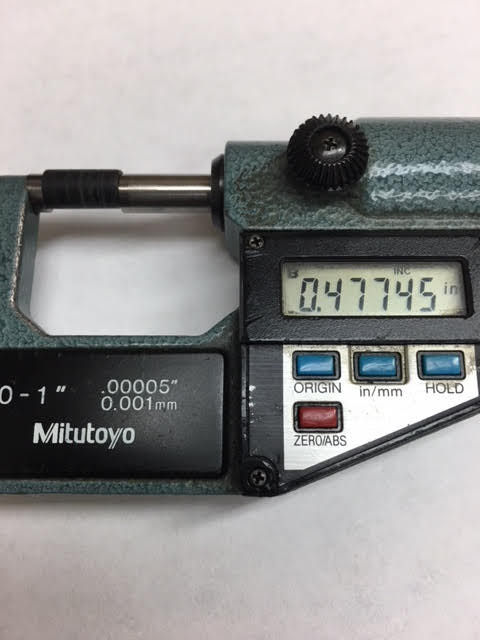 B INC
0.47745 in
ORIGIN in/mm HOLD
ZERO/ABS
0-1" .00005"
0.001mm
Mitutoyo